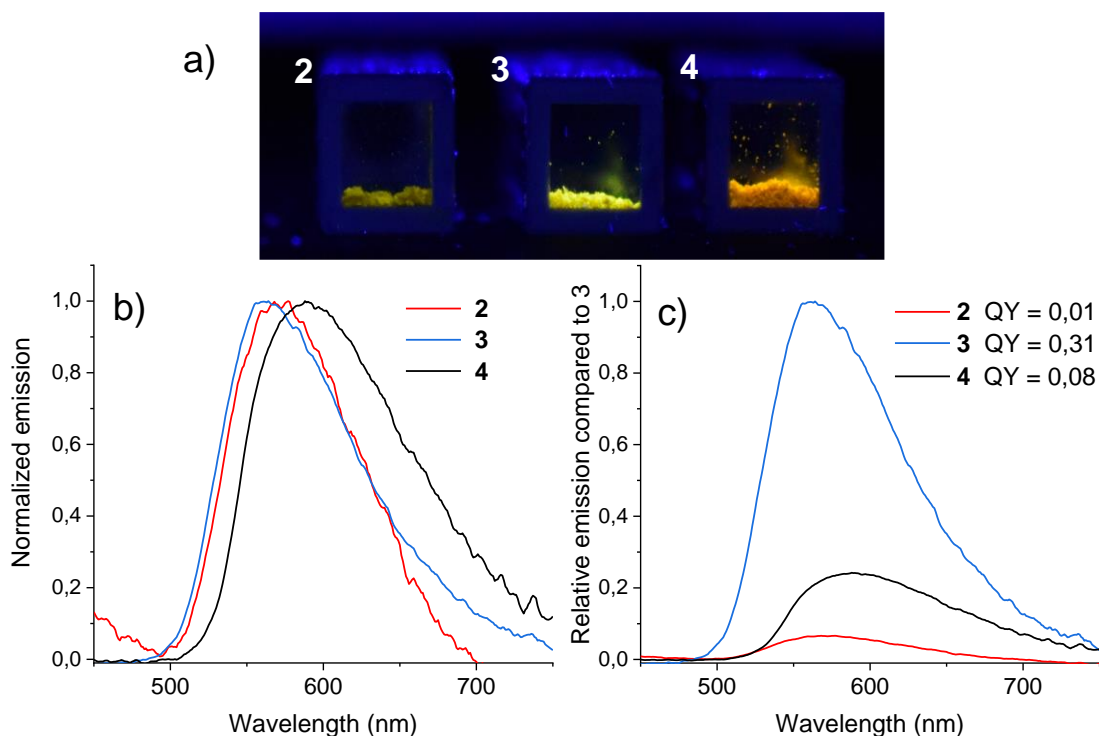 a)
2
3
4
b)
2
3
4
Normalized emission
1,0
0,8
0,6
0,4
0,2
0,0
500
600
700
Wavelength (nm)
c)
2 QY = 0,01
3 QY = 0,31
4 QY = 0,08
Relative emission compared to 3
1,0
0,8
0,6
0,4
0,2
0,0
500
600
700
Wavelength (nm)